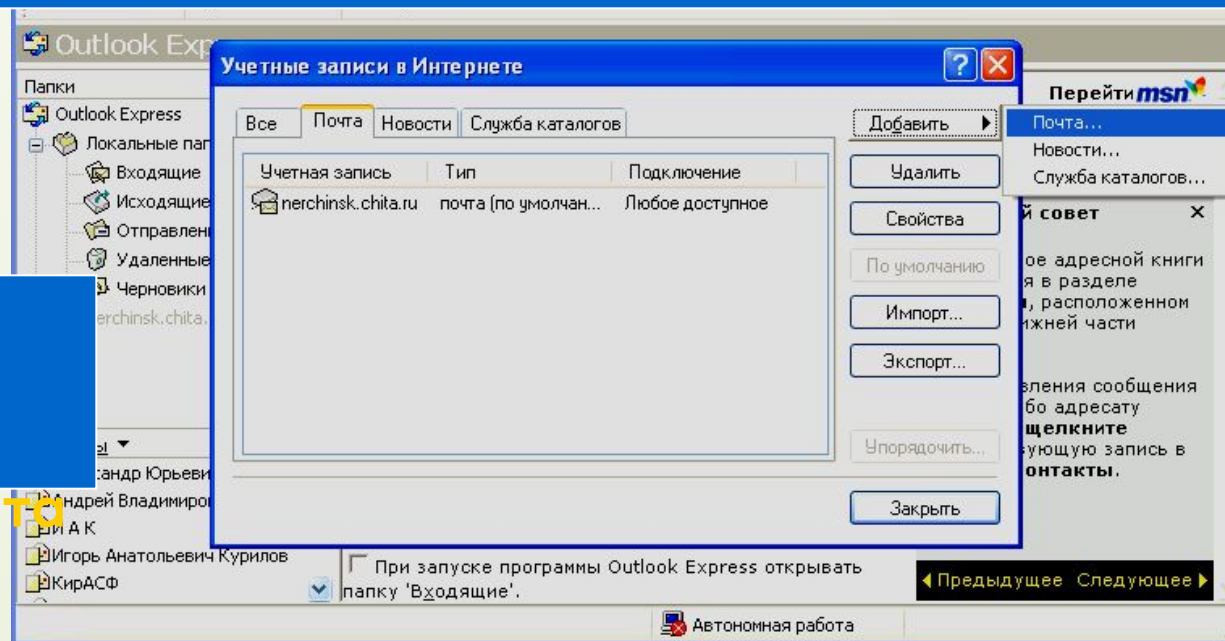 Outlook Exp
Учетные записи в Интернете
Папки
Outlook Express
Локальные пап
Входящие
Исходящие
Отправлен
Удаленные
Черновики
erchinsk.chita.
Все
Почта
Новости
Служба каталогов
Учетная запись
Тип
Подключение
nerchinsk.chita.ru
почта (по умолчан...
Любое доступное
Добавить
Удалить
Свойства
По умолчанию
Импорт...
Экспорт...
Упорядочить...
Закрыть
Перейти msn
Почта...
Новости...
Служба каталогов...
й совет
ое адресной книги
я в разделе
, расположенном
ижней части
вления сообщения
бо адресату
щелкните
вующую запись в
онтакты.
ы
сандр Юрьеви
Андрей Владимиро
И А К
Игорь Анатольевич Курилов
КирАСФ
та
При запуске программы Outlook Express открывать
папку 'Входящие'.
Предыдущее Следующее
Автономная работа